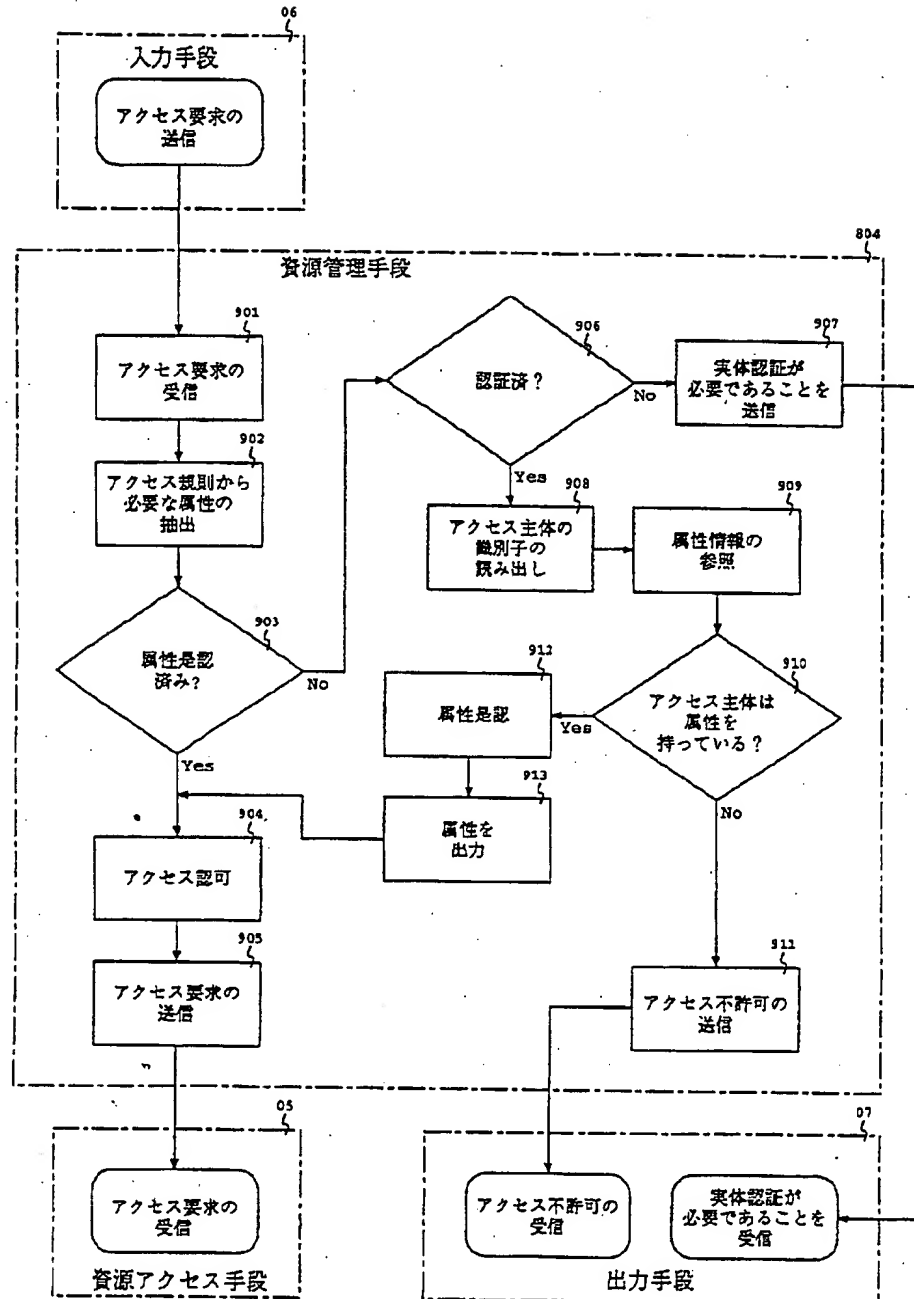 06
入力手段
アクセス要求の
送信
804
資源管理手段
901
アクセス要求の
受信
902
アクセス規則から
必要な属性の
抽出
903
属性是認
済み?
No
Yes
904
アクセス認可
905
アクセス要求の
送信
906
認証済?
No
Yes
907
実体認証が
必要であることを
送信
908
アクセス主体の
識別子の
読み出し
909
属性情報の
参照
910
アクセス主体は
属性を
持っている?
Yes
No
912
属性是認
913
属性を
出力
911
アクセス不許可の
送信
05
アクセス要求の
受信
資源アクセス手段
07
アクセス不許可の
受信
実体認証が
必要であることを
受信
出力手段